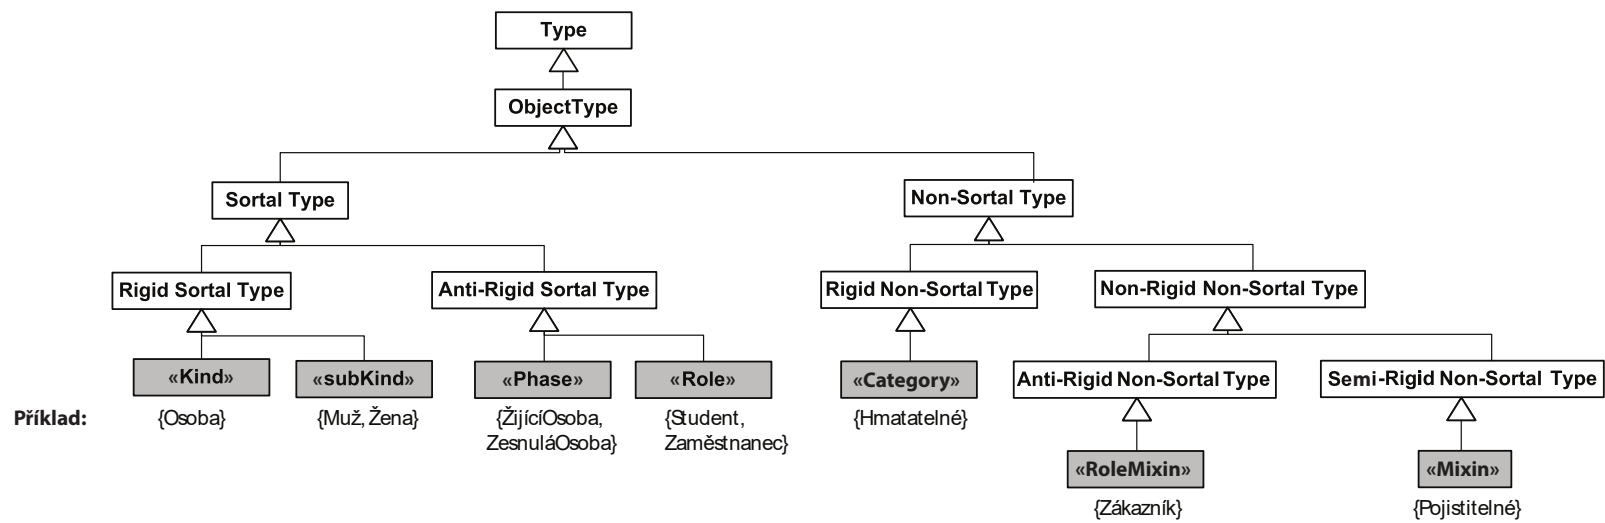 Type
ObjectType
Sortal Type
Non-Sortal Type
Rigid Sortal Type
Anti-Rigid Sortal Type
Rigid Non-Sortal Type
Non-Rigid Non-Sortal Type
«Kind»
«subKind»
«Phase»
«Role»
«Category»
Anti-Rigid Non-Sortal Type
Semi-Rigid Non-Sortal Type
Příklad:
{Osoba}
{Muž, Žena}
{ŽijícíOsoba,
ZesnuláOsoba}
{Student,
Zaměstnanec}
{Hmatatelné}
«RoleMixin»
«Mixin»
{Zákazník}
{Pojistitelné}